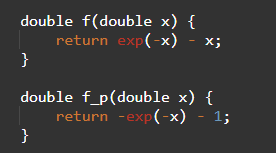 double f(double x) {
    return exp(-x) - x;
}

double f_p(double x) {
    return -exp(-x) - 1;
}